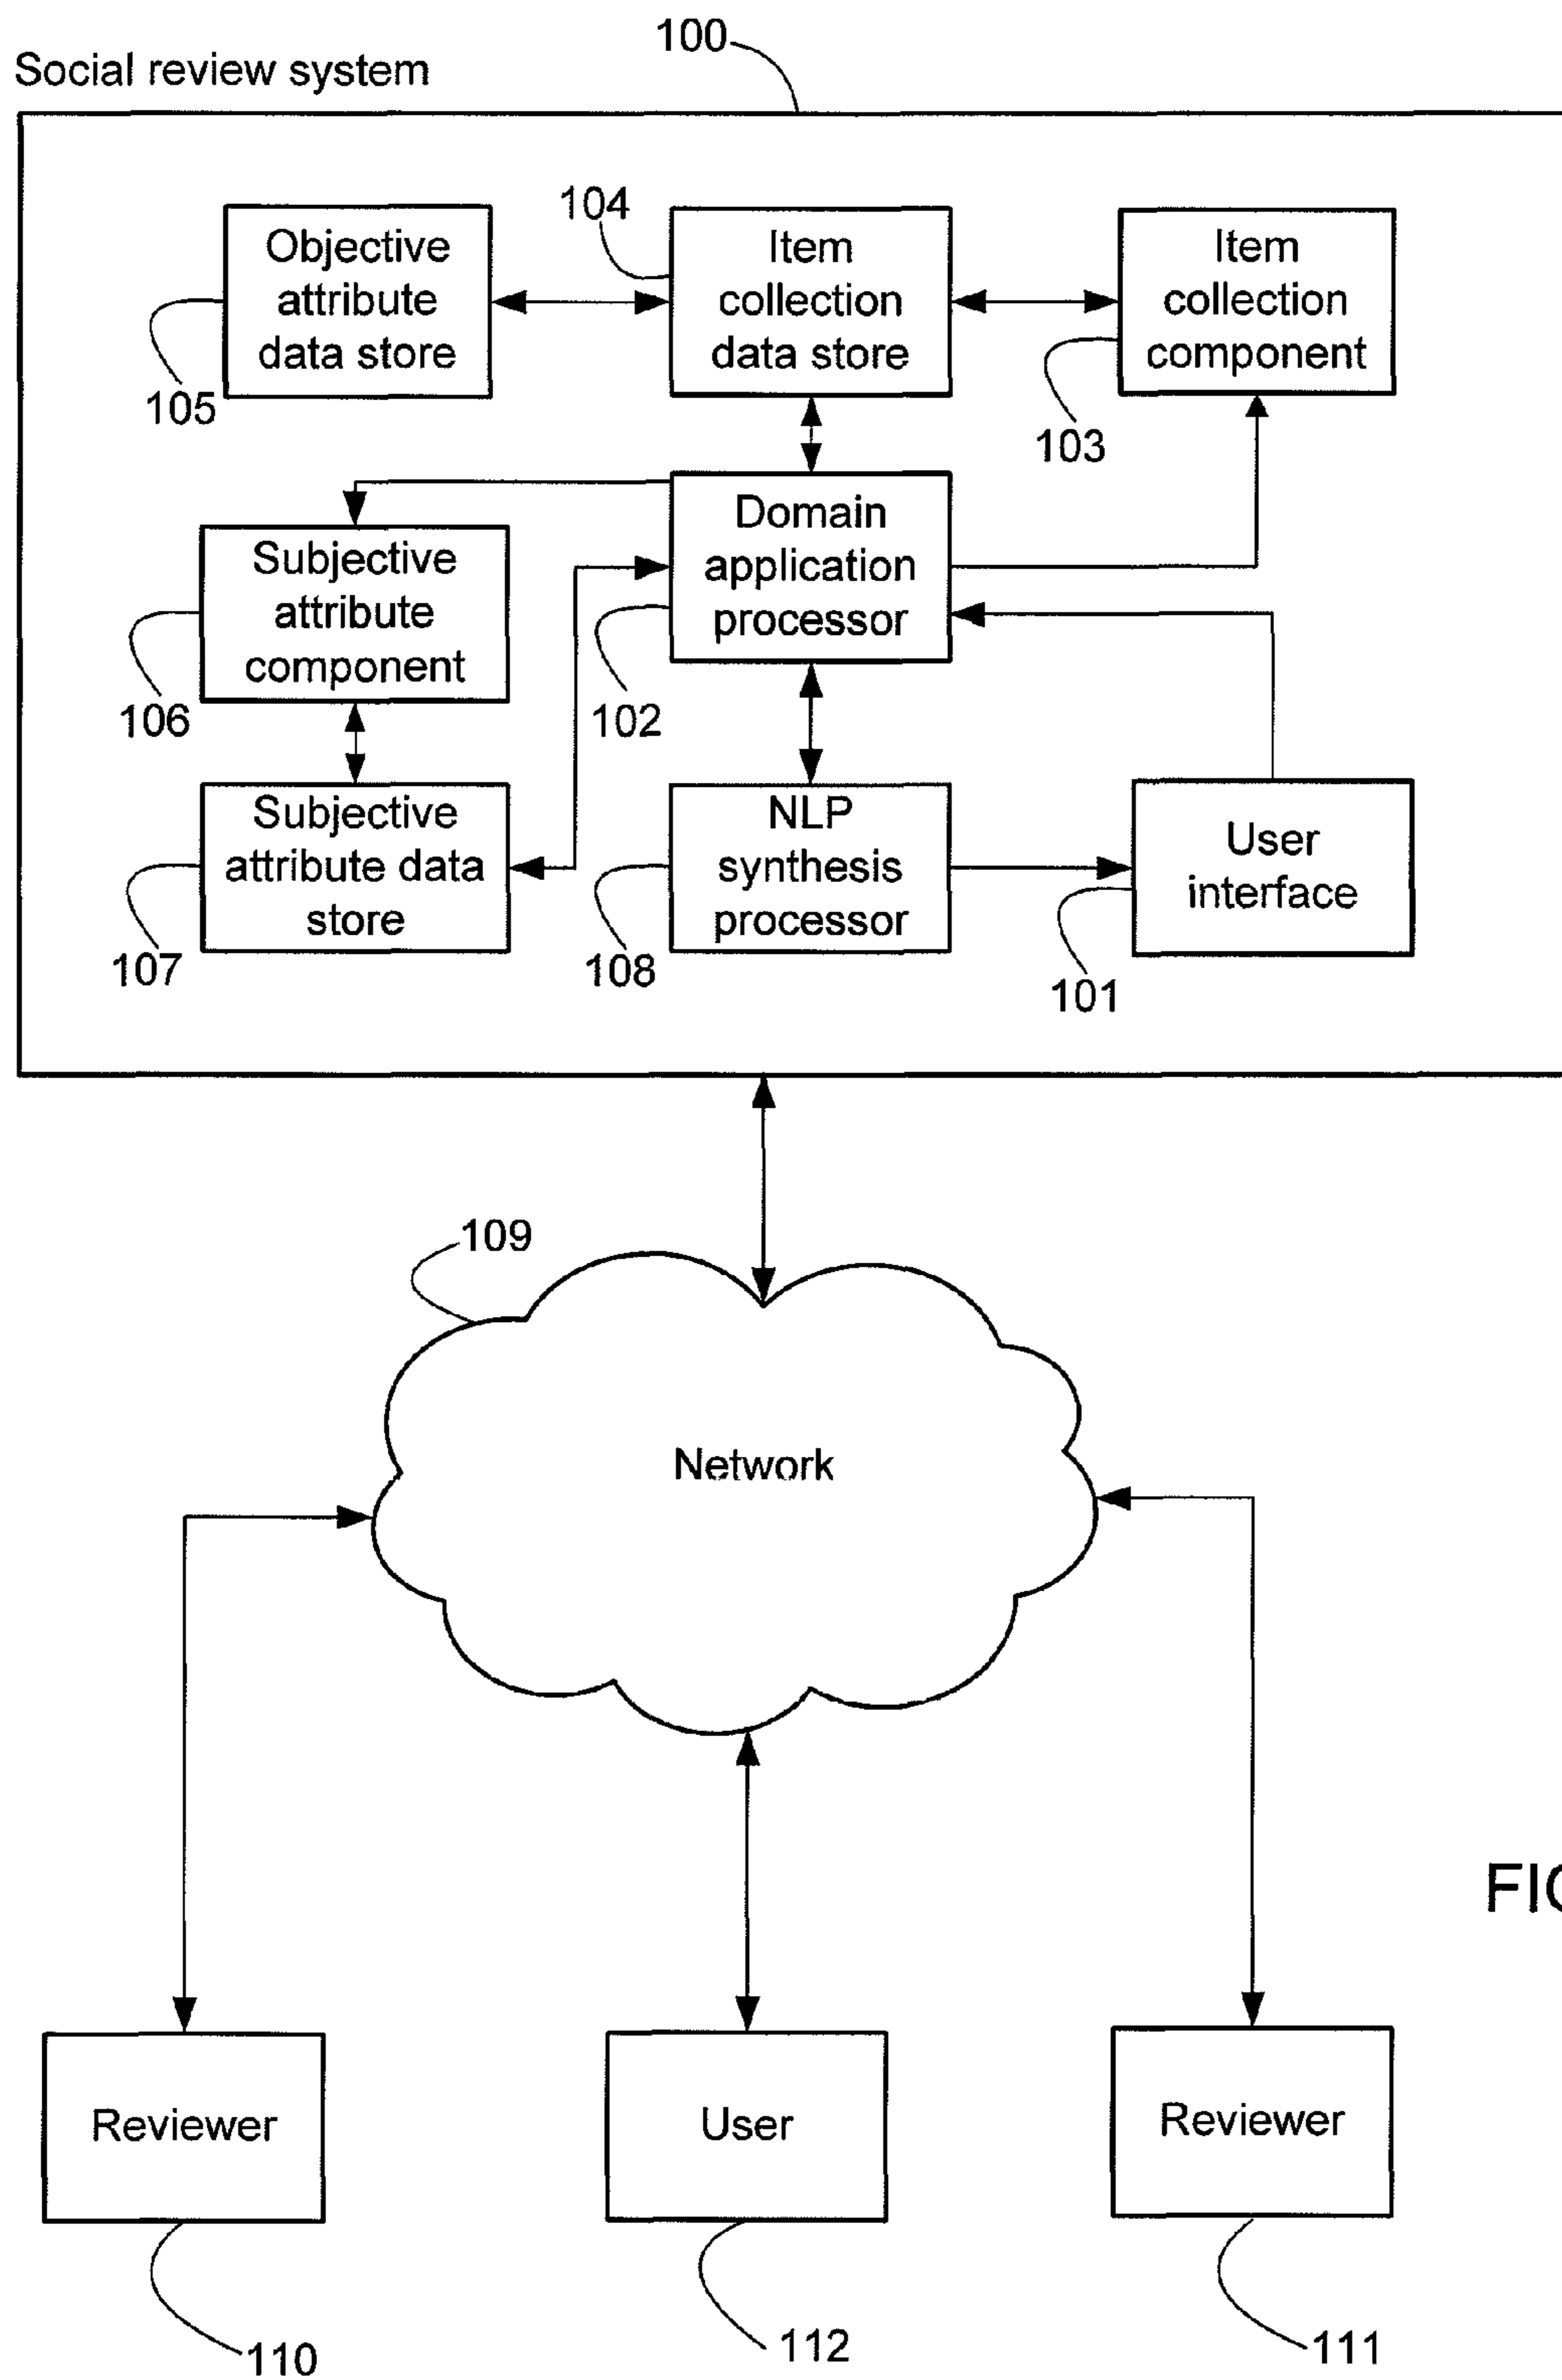 100
Social review system
104
Objective
attribute
data store
Item
collection
data store
Item
collection
component
105
103
Domain
application
processor
Subjective
attribute
component
106
102
Subjective
attribute data
store
NLP
synthesis
processor
User
interface
107
108
101
109
Network
FIG
Reviewer
User
Reviewer
110
112
111